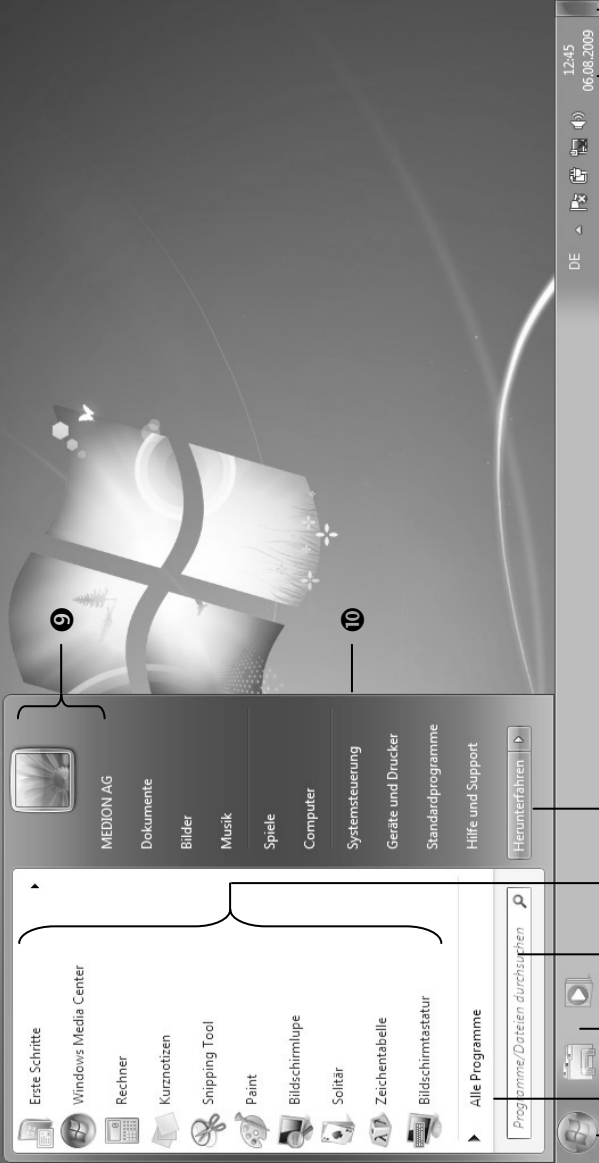 Erste Schritte
Windows Media Center
Rechner
Kurznotizen
Snipping Tool
Paint
Bildschirmlupe
Solitär
Zeichentabelle
Bildschirmtastatur
Alle Programme
Programme/Dateien durchsuchen
MEDION AG
Dokumente
Bilder
Musik
Spiele
Computer
Systemsteuerung
Geräte und Drucker
Standardprogramme
Hilfe und Support
Herunterfahren
❾
❿
DE
12:45
06.08.2009